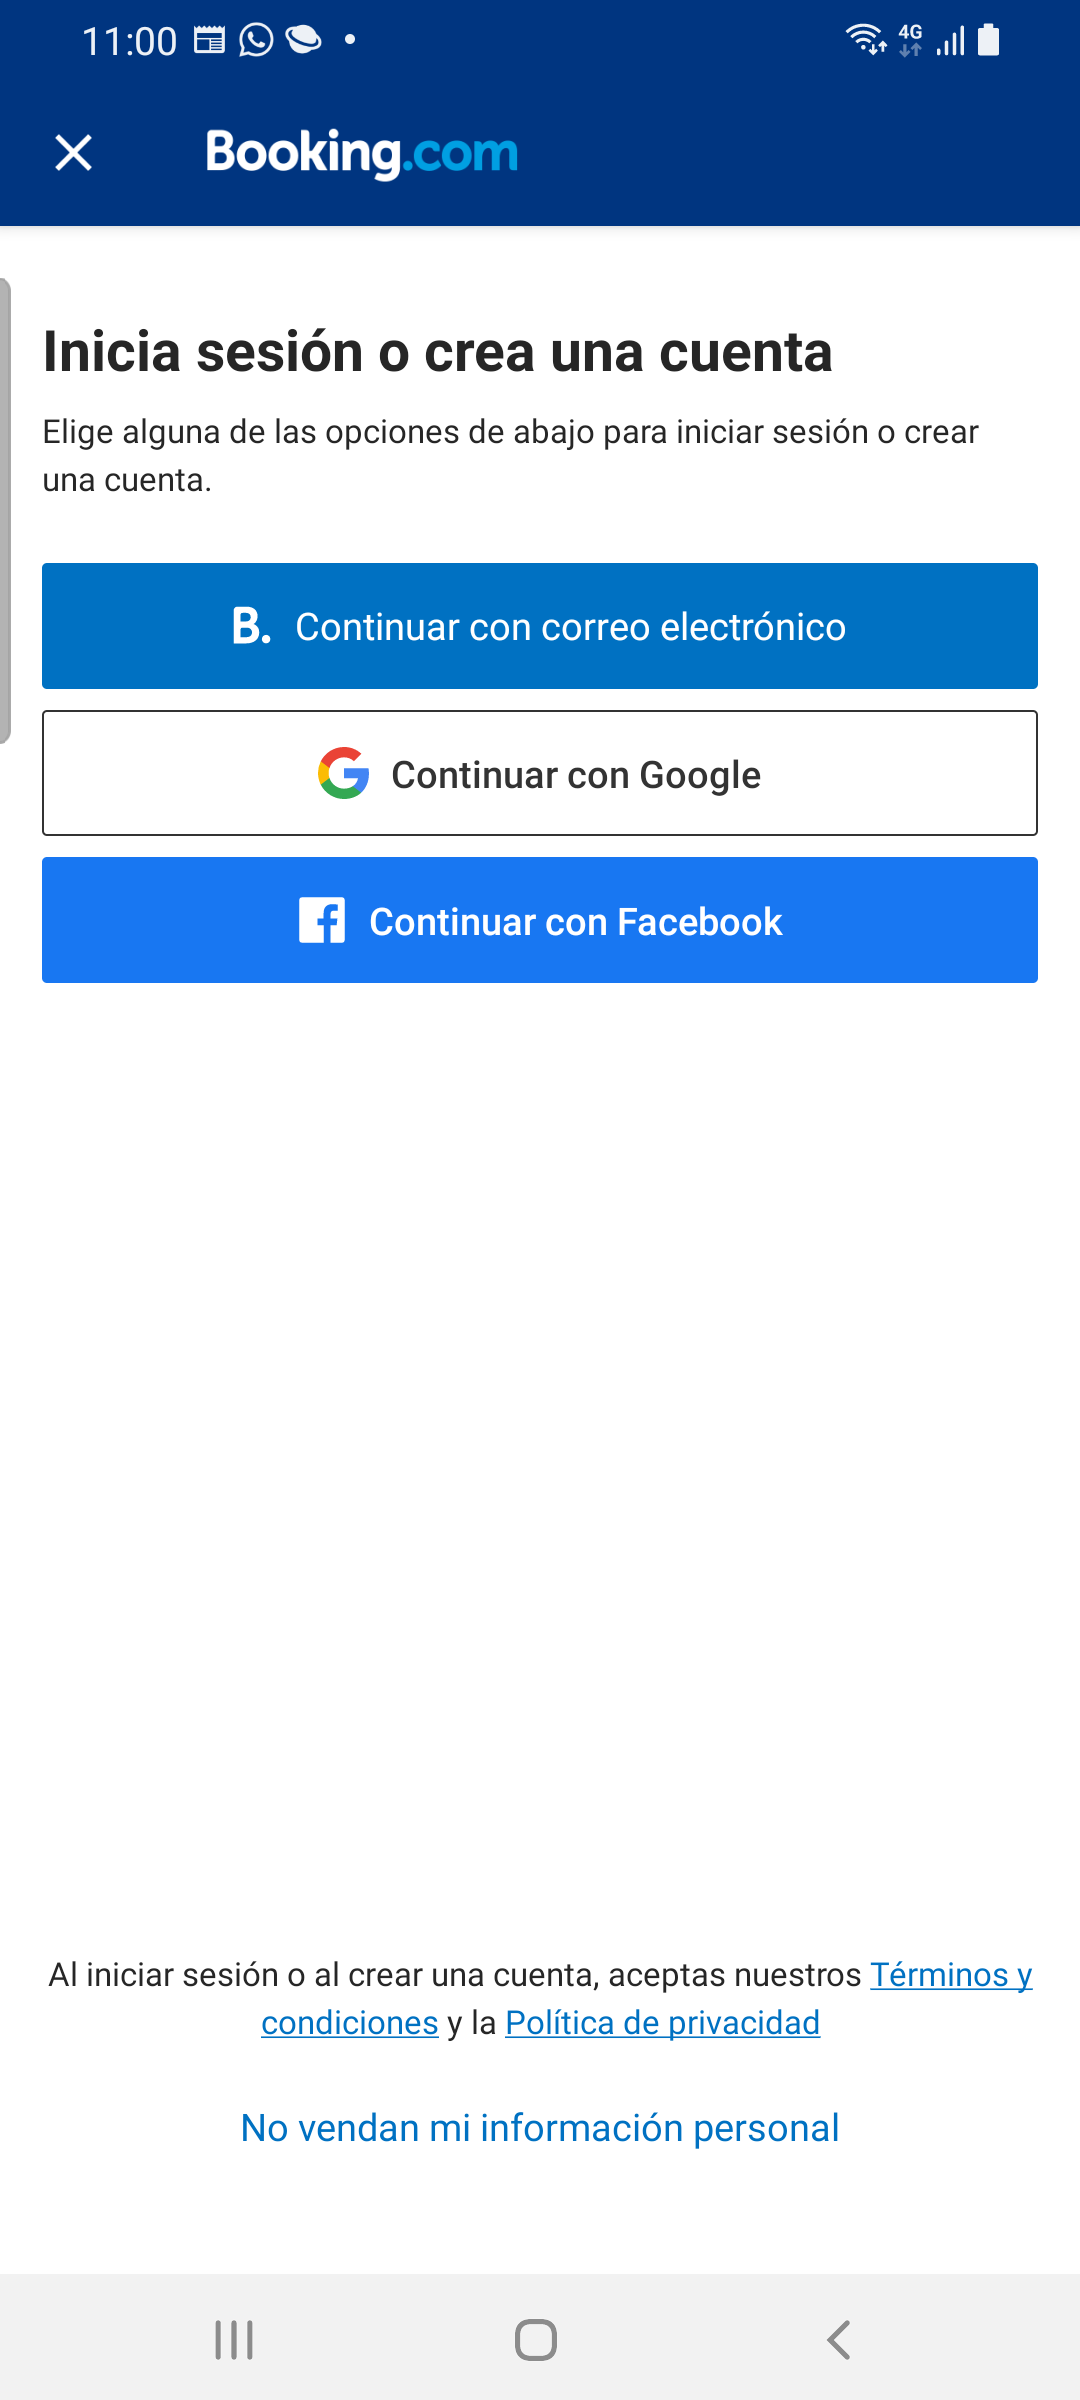 11:00
4G
Booking.com
Inicia sesión o crea una cuenta
Elige alguna de las opciones de abajo para iniciar sesión o crear
una cuenta.
B. Continuar con correo electrónico
Continuar con Google
Continuar con Facebook
Al iniciar sesión o al crear una cuenta, aceptas nuestros Términos y
condiciones y la Política de privacidad
No vendan mi información personal